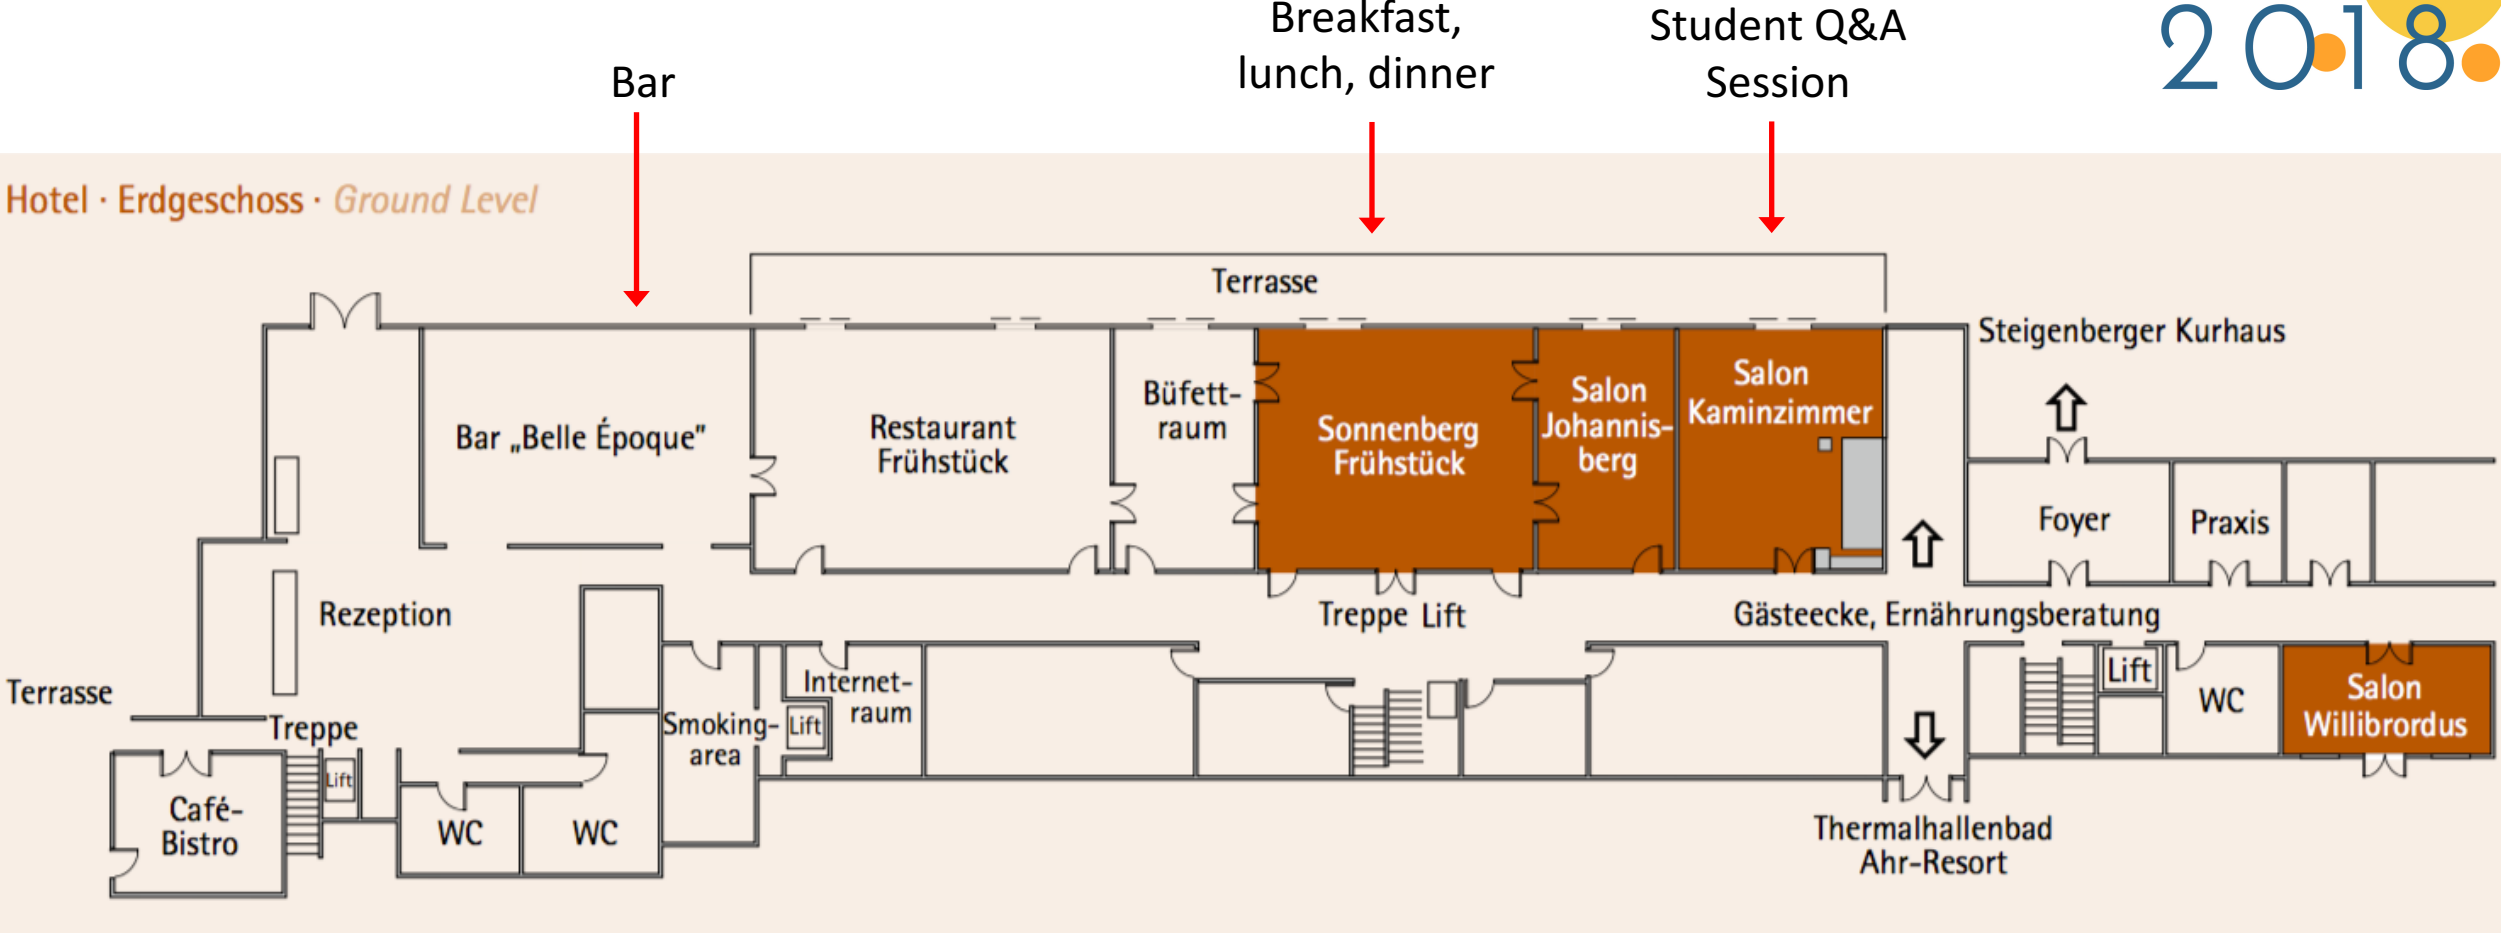 Breakfast,
lunch, dinner
Student Q&A
Session
2018
Bar
Hotel · Erdgeschoss · Ground Level
Terrasse
Steigenberger Kurhaus
Bar „Belle Époque”
Restaurant
Frühstück
Büfett-
raum
Sonnenberg
Frühstück
Salon
Johannis-
berg
Salon
Kaminzimmer
Foyer
Praxis
Rezeption
Treppe Lift
Gästeecke, Ernährungsberatung
Terrasse
Treppe
Lift
Smoking-
area
Lift
Internet-
raum
Lift
WC
Salon
Willibrordus
Café-
Bistro
WC
WC
Thermalhallenbad
Ahr-Resort